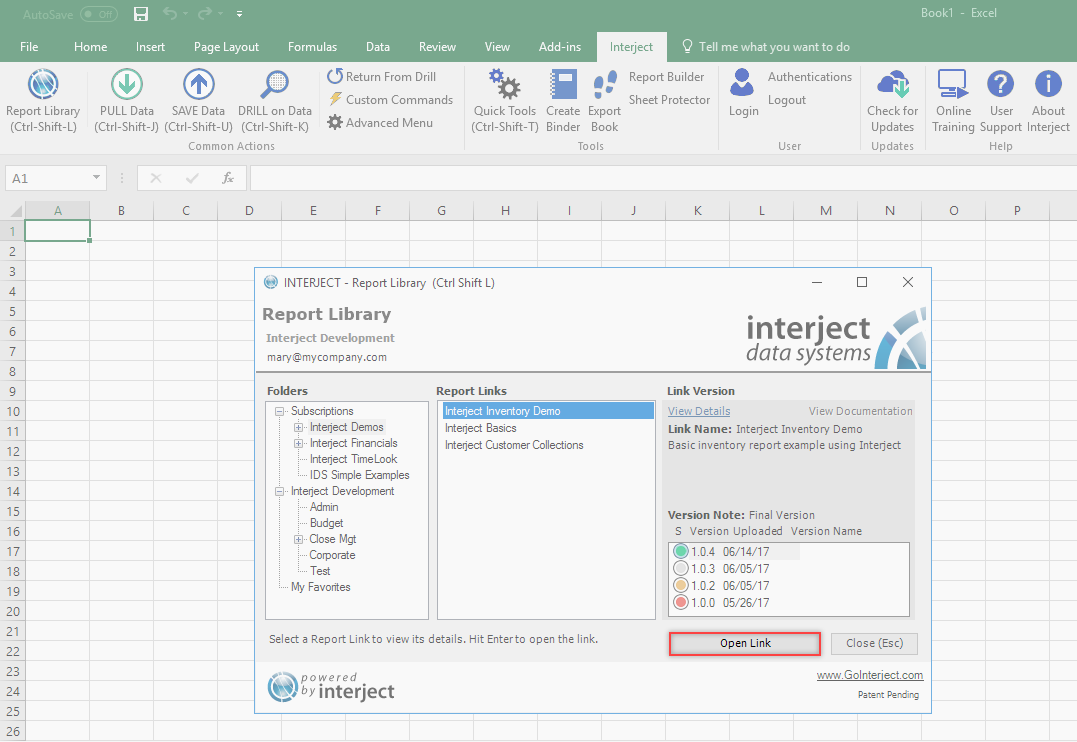 AutoSave Off
Book1 - Excel
File Home Insert Page Layout Formulas Data Review View Add-ins Interject Tell me what you want to do
Report Library (Ctrl-Shift-L)
PULL Data (Ctrl-Shift-J)
SAVE Data (Ctrl-Shift-U)
DRILL on Data (Ctrl-Shift-K)
Return From Drill
Custom Commands
Advanced Menu
Common Actions
Quick Tools (Ctrl-Shift-T)
Create Binder
Export Book
Report Builder
Sheet Protector
Tools
Login
Authentications
Logout
User
Check for Updates
Updates
Online Training
User Support
About Interject
Help
A1
fx
A B C D E F G H I J K L M N O P
1
2
3
4
5
6
7
8
9
10
11
12
13
14
15
16
17
18
19
20
21
22
23
24
25
26
INTERJECT - Report Library (Ctrl Shift L)
Report Library
Interject Development
mary@mycompany.com
interject
data systems
Folders
Subscriptions
Interject Demos
Interject Financials
Interject TimeLook
IDS Simple Examples
Interject Development
Admin
Budget
Close Mgt
Corporate
Test
My Favorites
Report Links
Interject Inventory Demo
Interject Basics
Interject Customer Collections
Link Version
View Details View Documentation
Link Name: Interject Inventory Demo
Basic inventory report example using Interject
Version Note: Final Version
S Version Uploaded Version Name
1.0.4 06/14/17
1.0.3 06/05/17
1.0.2 06/05/17
1.0.0 05/26/17
Select a Report Link to view its details. Hit Enter to open the link.
Open Link
Close (Esc)
powered
by interject
www.GoInterject.com
Patent Pending